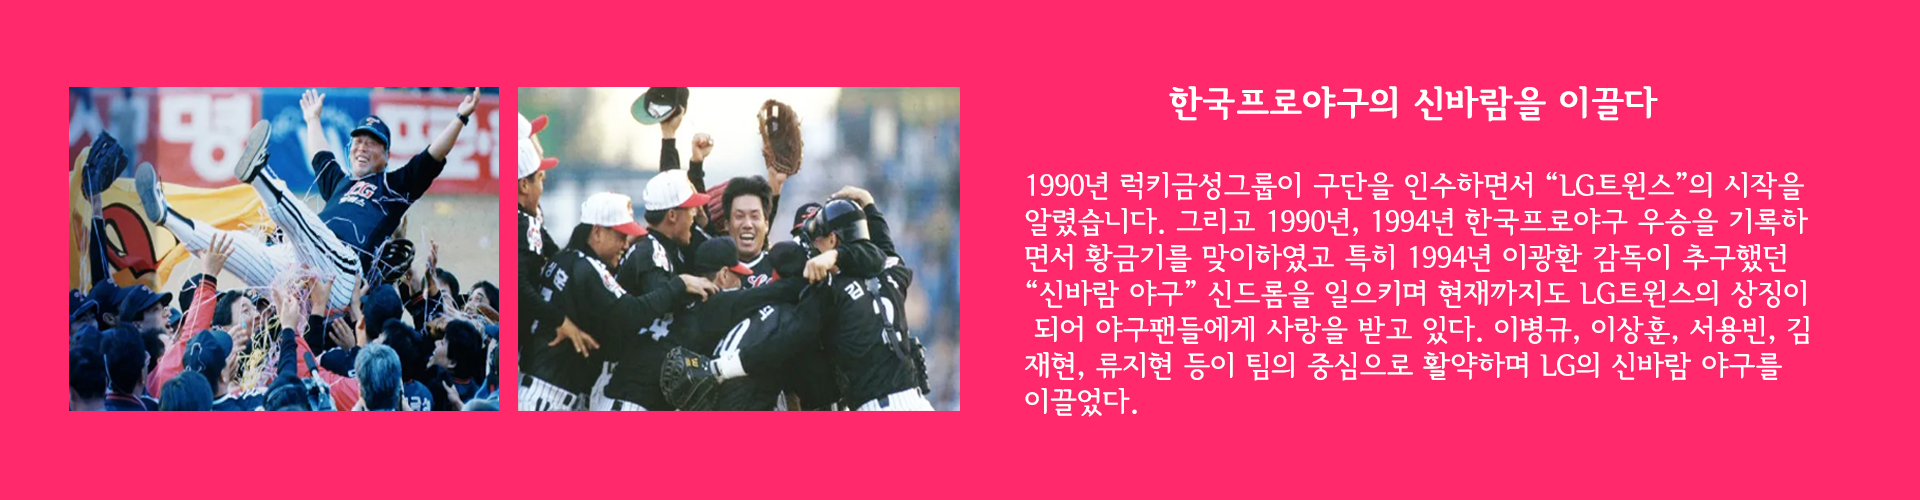 명
한국프로야구의 신바람을 이끌다
1990년 럭키금성그룹이 구단을 인수하면서 “LG트윈스”의 시작을
알렸습니다. 그리고 1990년, 1994년 한국프로야구 우승을 기록하
면서 황금기를 맞이하였고 특히 1994년 이광환 감독이 추구했던
“신바람 야구” 신드롬을 일으키며 현재까지도 LG트윈스의 상징이
되어 야구팬들에게 사랑을 받고 있다. 이병규, 이상훈, 서용빈, 김
재현, 류지현 등이 팀의 중심으로 활약하며 LG의 신바람 야구를
이끌었다.